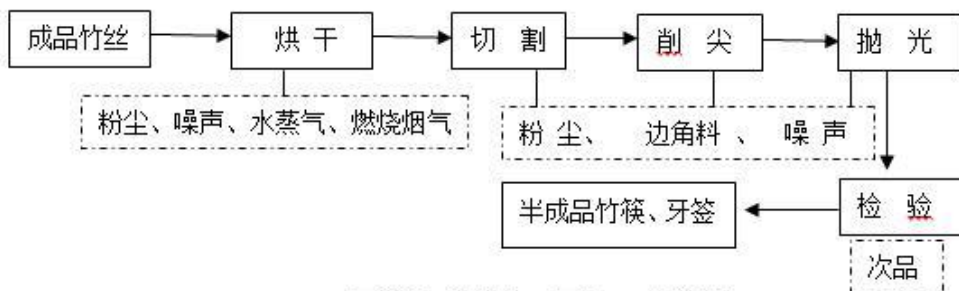 成品竹丝
烘 干
切 割
削 尖
抛 光
粉尘、噪声、水蒸气、燃烧烟气
粉 尘、 边角料 、 噪 声
半成品竹筷、牙签
检 验
次品